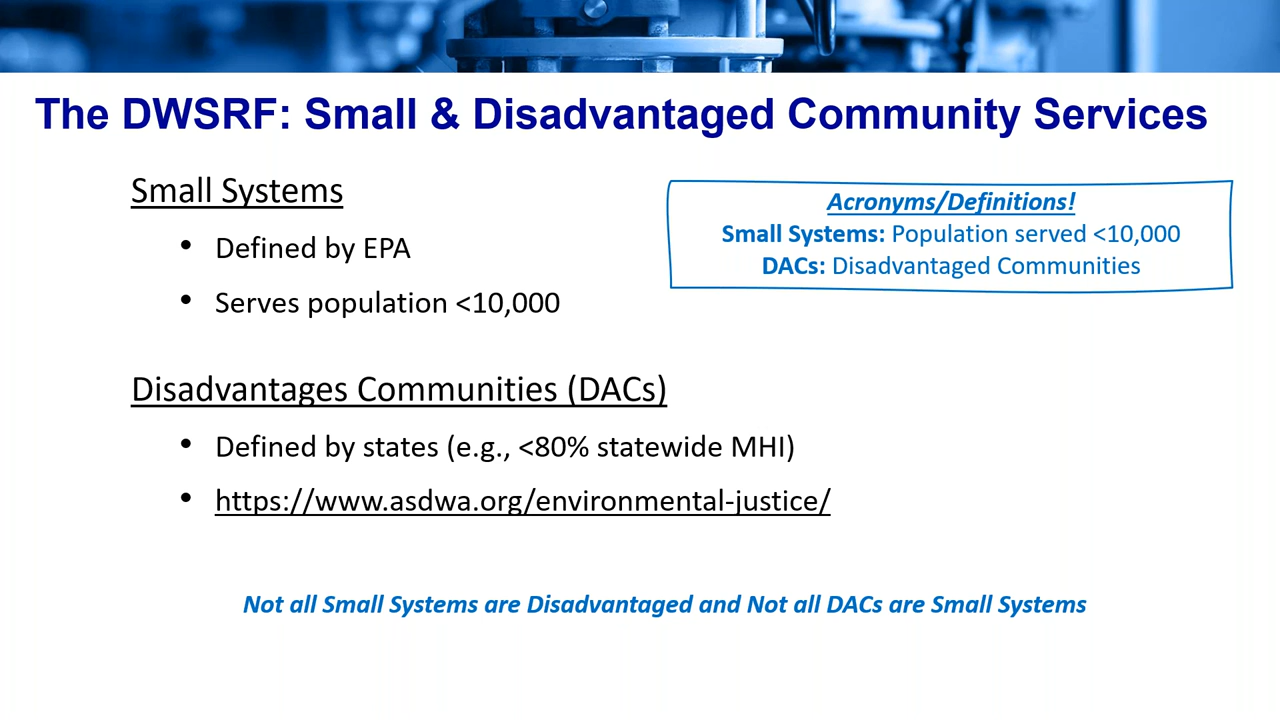 The DWSRF: Small & Disadvantaged Community Services
Small Systems
• Defined by EPA
• Serves population <10,000
Acronyms/Definitions!
Small Systems: Population served <10,000
DACs: Disadvantaged Communities
Disadvantages Communities (DACs)
• Defined by states (e.g., <80% statewide MHI)
• https://www.asdwa.org/environmental-justice/
Not all Small Systems are Disadvantaged and Not all DACs are Small Systems